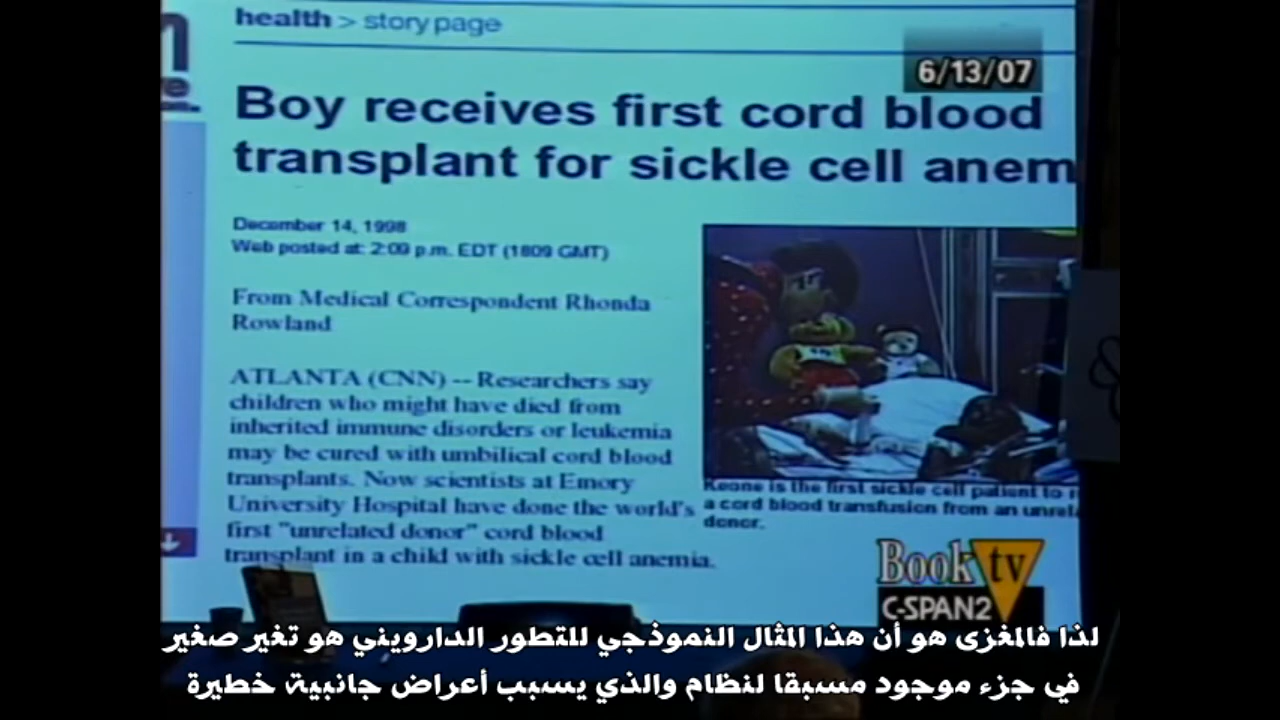 health > story page
6/13/07
Boy receives first cord blood
transplant for sickle cell anem
December 14, 1998
Web posted at: 2:09 p.m. EDT (1809 GMT)
From Medical Correspondent Rhonda
Rowland
ATLANTA (CNN) -- Researchers say
children who might have died from
inherited immune disorders or leukemia
may be cured with umbilical cord blood
transplants. Now scientists at Emory
University Hospital have done the world's
first "unrelated donor" cord blood
transplant in a child with sickle cell anemia.
Keone is the first sickle cell patient to
a cord blood transfusion from an unrel
donor.
Book tv
C-SPAN2
لذا فالمغزى هو أن هذا المثال النموذجي للتطور الدارويني هو تغير صغير
في جزء موجود مسبقا لنظام والذي يسبب أعراض جانبية خطيرة